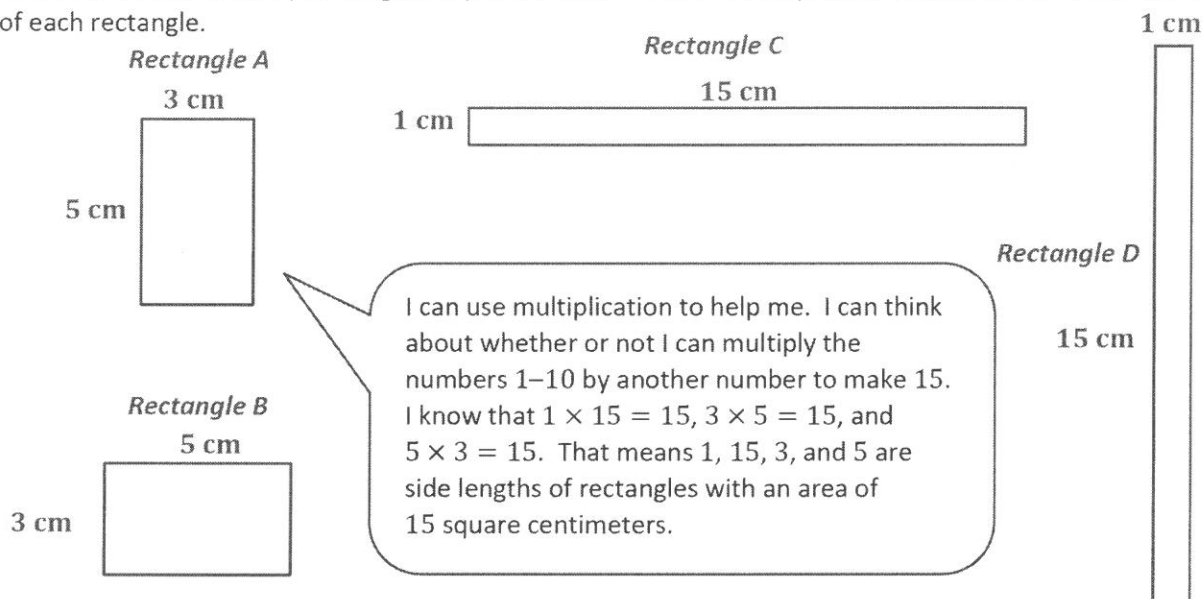 of each rectangle.
Rectangle A
3 cm
5 cm
Rectangle C
15 cm
1 cm
1 cm
Rectangle D
15 cm
I can use multiplication to help me. I can think
about whether or not I can multiply the
numbers 1–10 by another number to make 15.
I know that 1 × 15 = 15, 3 × 5 = 15, and
5 × 3 = 15. That means 1, 15, 3, and 5 are
side lengths of rectangles with an area of
15 square centimeters.
Rectangle B
5 cm
3 cm